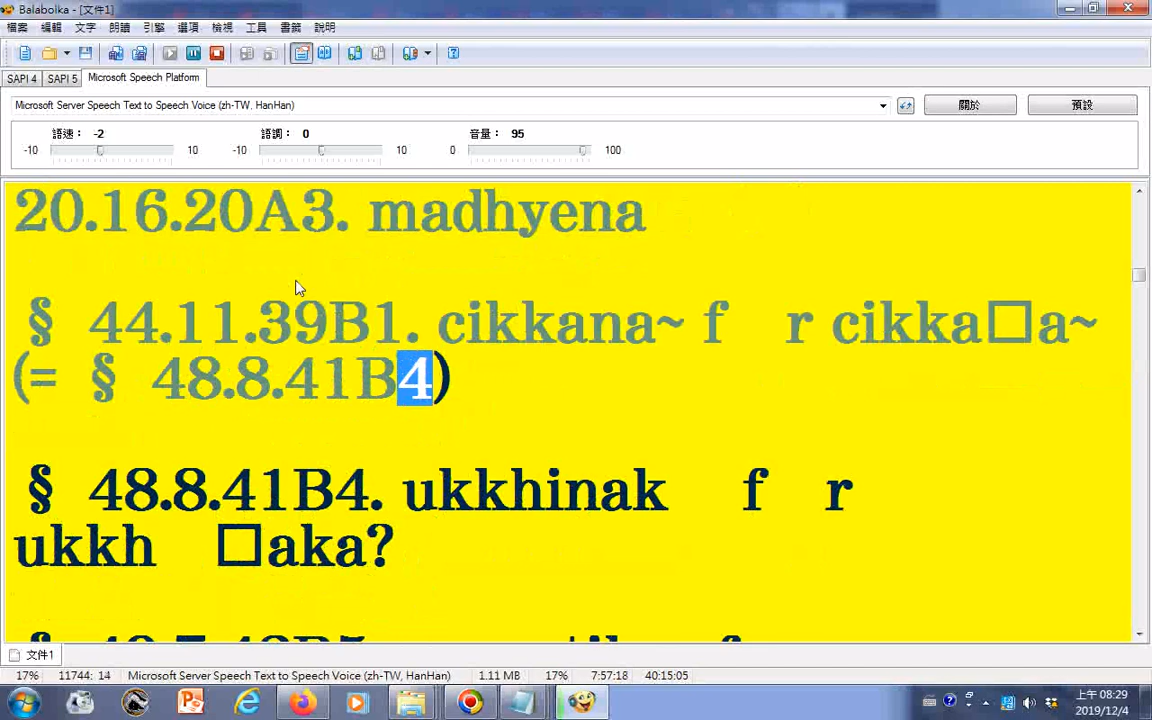 Balabolka - [文件1]
檔案 編輯 文字 朗讀 引擎 選項 檢視 工具 書籤 說明
SAPI 4 SAPI 5 Microsoft Speech Platform
Microsoft Server Speech Text to Speech Voice (zh-TW, HanHan) 關於 預設
語速： -2 語調： 0 音量： 95
-10 10 -10 10 0 100
20.16.20A3. madhyena
§ 44.11.39B1. cikkana~ f r cikka□a~
(= § 48.8.41B4)
§ 48.8.41B4. ukkhinak f r
ukkh □aka?
文件1
17% 11744: 14 Microsoft Server Speech Text to Speech Voice (zh-TW, HanHan) 1.11 MB 17% 7:57:18 40:15:05
上午 08:29
2019/12/4